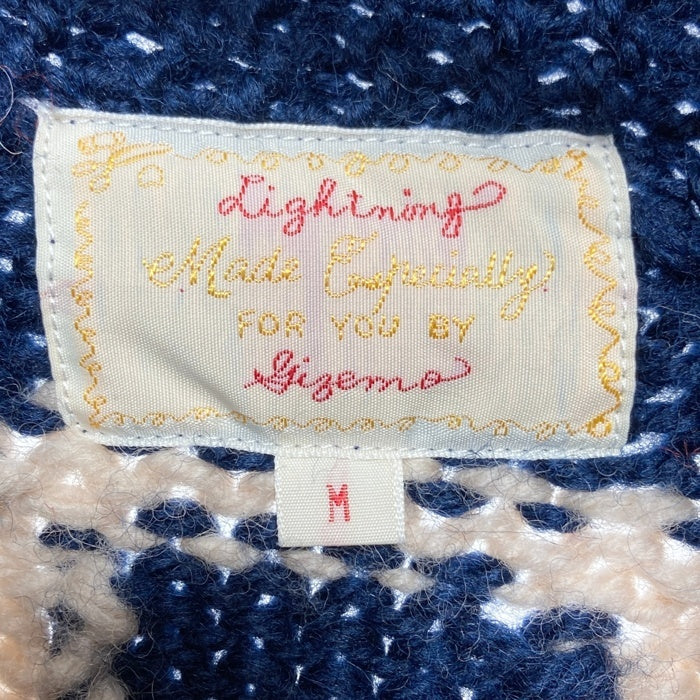 Lightning
Made Especially
FOR YOU BY
Gizemo
M